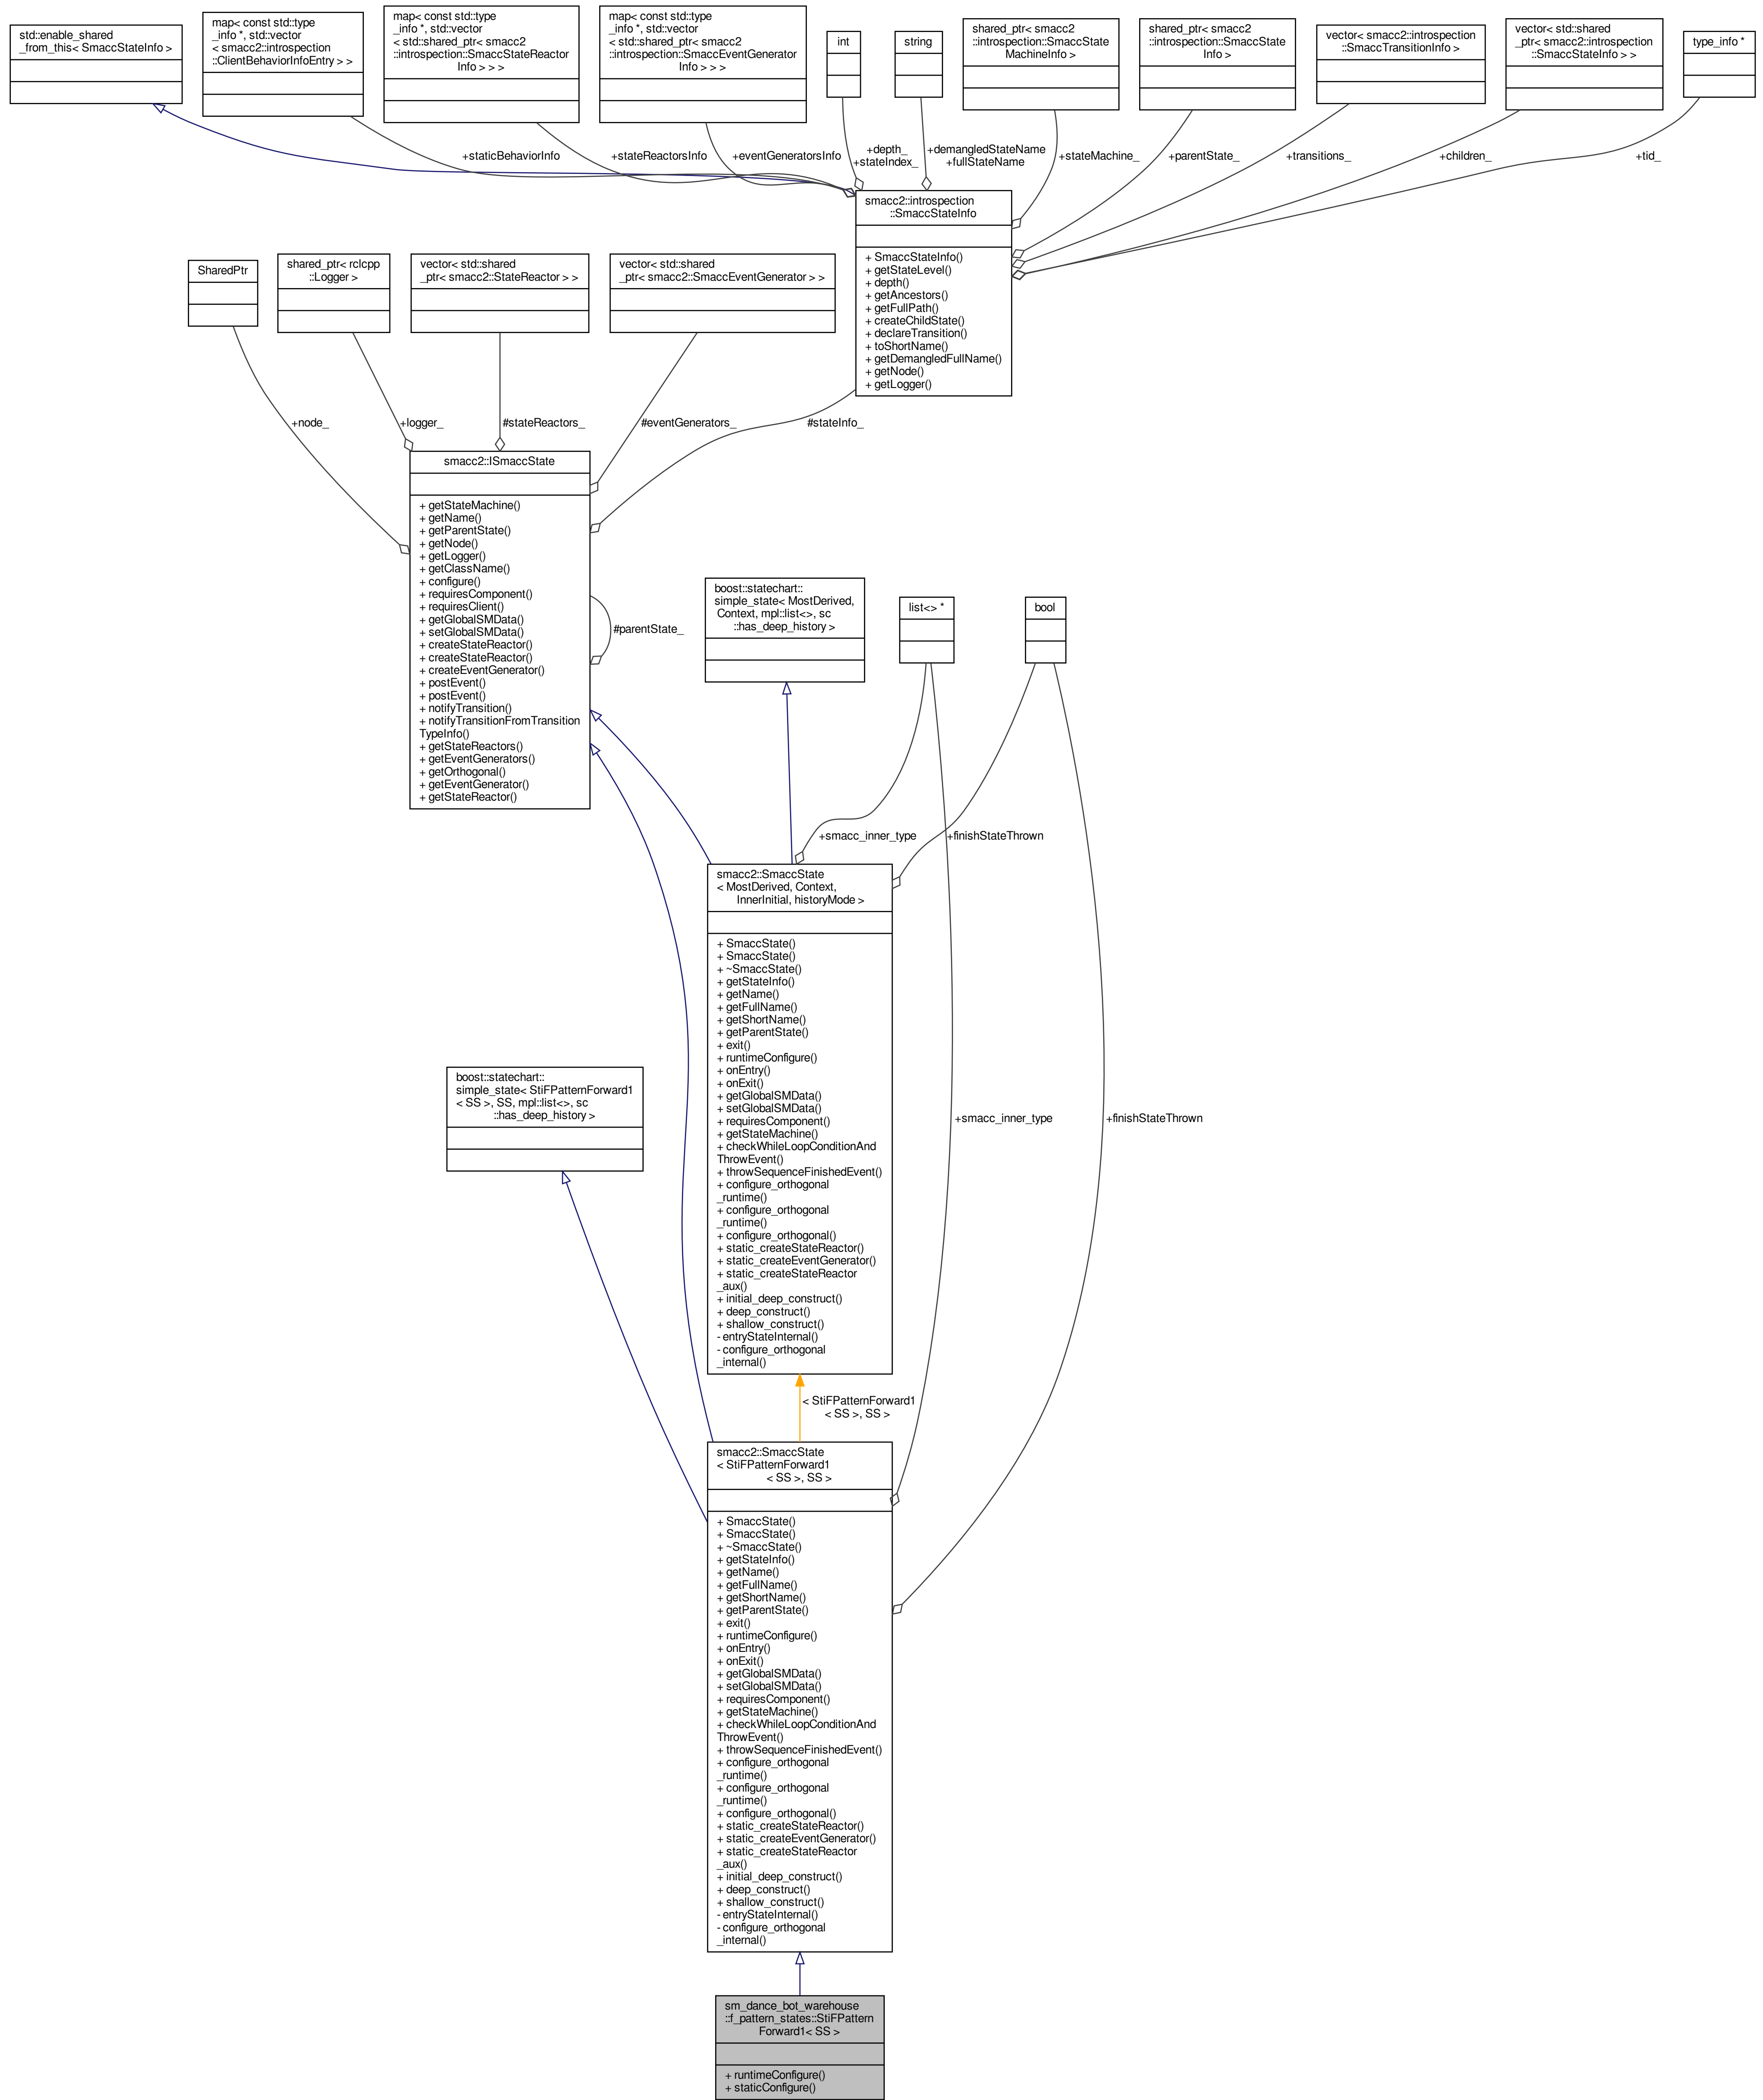 std::enable_shared
_from_this< SmaccStateInfo >
map< const std::type
_info *, std::vector
< smacc2::introspection
::ClientBehaviorInfoEntry > >
map< const std::type
_info *, std::vector
< std::shared_ptr< smacc2
::introspection::SmaccStateReactor
Info > > >
map< const std::type
_info *, std::vector
< std::shared_ptr< smacc2
::introspection::SmaccEventGenerator
Info > > >
int
string
shared_ptr< smacc2
::introspection::SmaccState
MachineInfo >
shared_ptr< smacc2
::introspection::SmaccState
Info >
vector< smacc2::introspection
::SmaccTransitionInfo >
vector< std::shared
_ptr< smacc2::introspection
::SmaccStateInfo > >
type_info *
+staticBehaviorInfo
+stateReactorsInfo
+eventGeneratorsInfo
+depth_
+stateIndex_
+demangledStateName
+fullStateName
+stateMachine_
+parentState_
+transitions_
+children_
+tid_
smacc2::introspection
::SmaccStateInfo
+ SmaccStateInfo()
+ getStateLevel()
+ depth()
+ getAncestors()
+ getFullPath()
+ createChildState()
+ declareTransition()
+ toShortName()
+ getDemangledFullName()
+ getNode()
+ getLogger()
SharedPtr
shared_ptr< rclcpp
::Logger >
vector< std::shared
_ptr< smacc2::StateReactor > >
vector< std::shared
_ptr< smacc2::SmaccEventGenerator > >
+node_
+logger_
#stateReactors_
#eventGenerators_
#stateInfo_
smacc2::ISmaccState
+ getStateMachine()
+ getName()
+ getParentState()
+ getNode()
+ getLogger()
+ getClassName()
+ configure()
+ requiresComponent()
+ requiresClient()
+ getGlobalSMData()
+ setGlobalSMData()
+ createStateReactor()
+ createStateReactor()
+ createEventGenerator()
+ postEvent()
+ postEvent()
+ notifyTransition()
+ notifyTransitionFromTransition
TypeInfo()
+ getStateReactors()
+ getEventGenerators()
+ getOrthogonal()
+ getEventGenerator()
+ getStateReactor()
#parentState_
boost::statechart::
simple_state< MostDerived,
Context, mpl::list<>, sc
::has_deep_history >
list<> *
bool
+smacc_inner_type
+finishStateThrown
smacc2::SmaccState
< MostDerived, Context,
InnerInitial, historyMode >
+ SmaccState()
+ SmaccState()
+ ~SmaccState()
+ getStateInfo()
+ getName()
+ getFullName()
+ getShortName()
+ getParentState()
+ exit()
+ runtimeConfigure()
+ onEntry()
+ onExit()
+ getGlobalSMData()
+ setGlobalSMData()
+ requiresComponent()
+ getStateMachine()
+ checkWhileLoopConditionAnd
ThrowEvent()
+ throwSequenceFinishedEvent()
+ configure_orthogonal
_runtime()
+ configure_orthogonal
_runtime()
+ configure_orthogonal()
+ static_createStateReactor()
+ static_createEventGenerator()
+ static_createStateReactor
_aux()
+ initial_deep_construct()
+ deep_construct()
+ shallow_construct()
- entryStateInternal()
- configure_orthogonal
_internal()
boost::statechart::
simple_state< StiFPatternForward1
< SS >, SS, mpl::list<>, sc
::has_deep_history >
+smacc_inner_type
+finishStateThrown
< StiFPatternForward1
< SS >, SS >
smacc2::SmaccState
< StiFPatternForward1
< SS >, SS >
+ SmaccState()
+ SmaccState()
+ ~SmaccState()
+ getStateInfo()
+ getName()
+ getFullName()
+ getShortName()
+ getParentState()
+ exit()
+ runtimeConfigure()
+ onEntry()
+ onExit()
+ getGlobalSMData()
+ setGlobalSMData()
+ requiresComponent()
+ getStateMachine()
+ checkWhileLoopConditionAnd
ThrowEvent()
+ throwSequenceFinishedEvent()
+ configure_orthogonal
_runtime()
+ configure_orthogonal
_runtime()
+ configure_orthogonal()
+ static_createStateReactor()
+ static_createEventGenerator()
+ static_createStateReactor
_aux()
+ initial_deep_construct()
+ deep_construct()
+ shallow_construct()
- entryStateInternal()
- configure_orthogonal
_internal()
sm_dance_bot_warehouse
::f_pattern_states::StiFPattern
Forward1< SS >
+ runtimeConfigure()
+ staticConfigure()